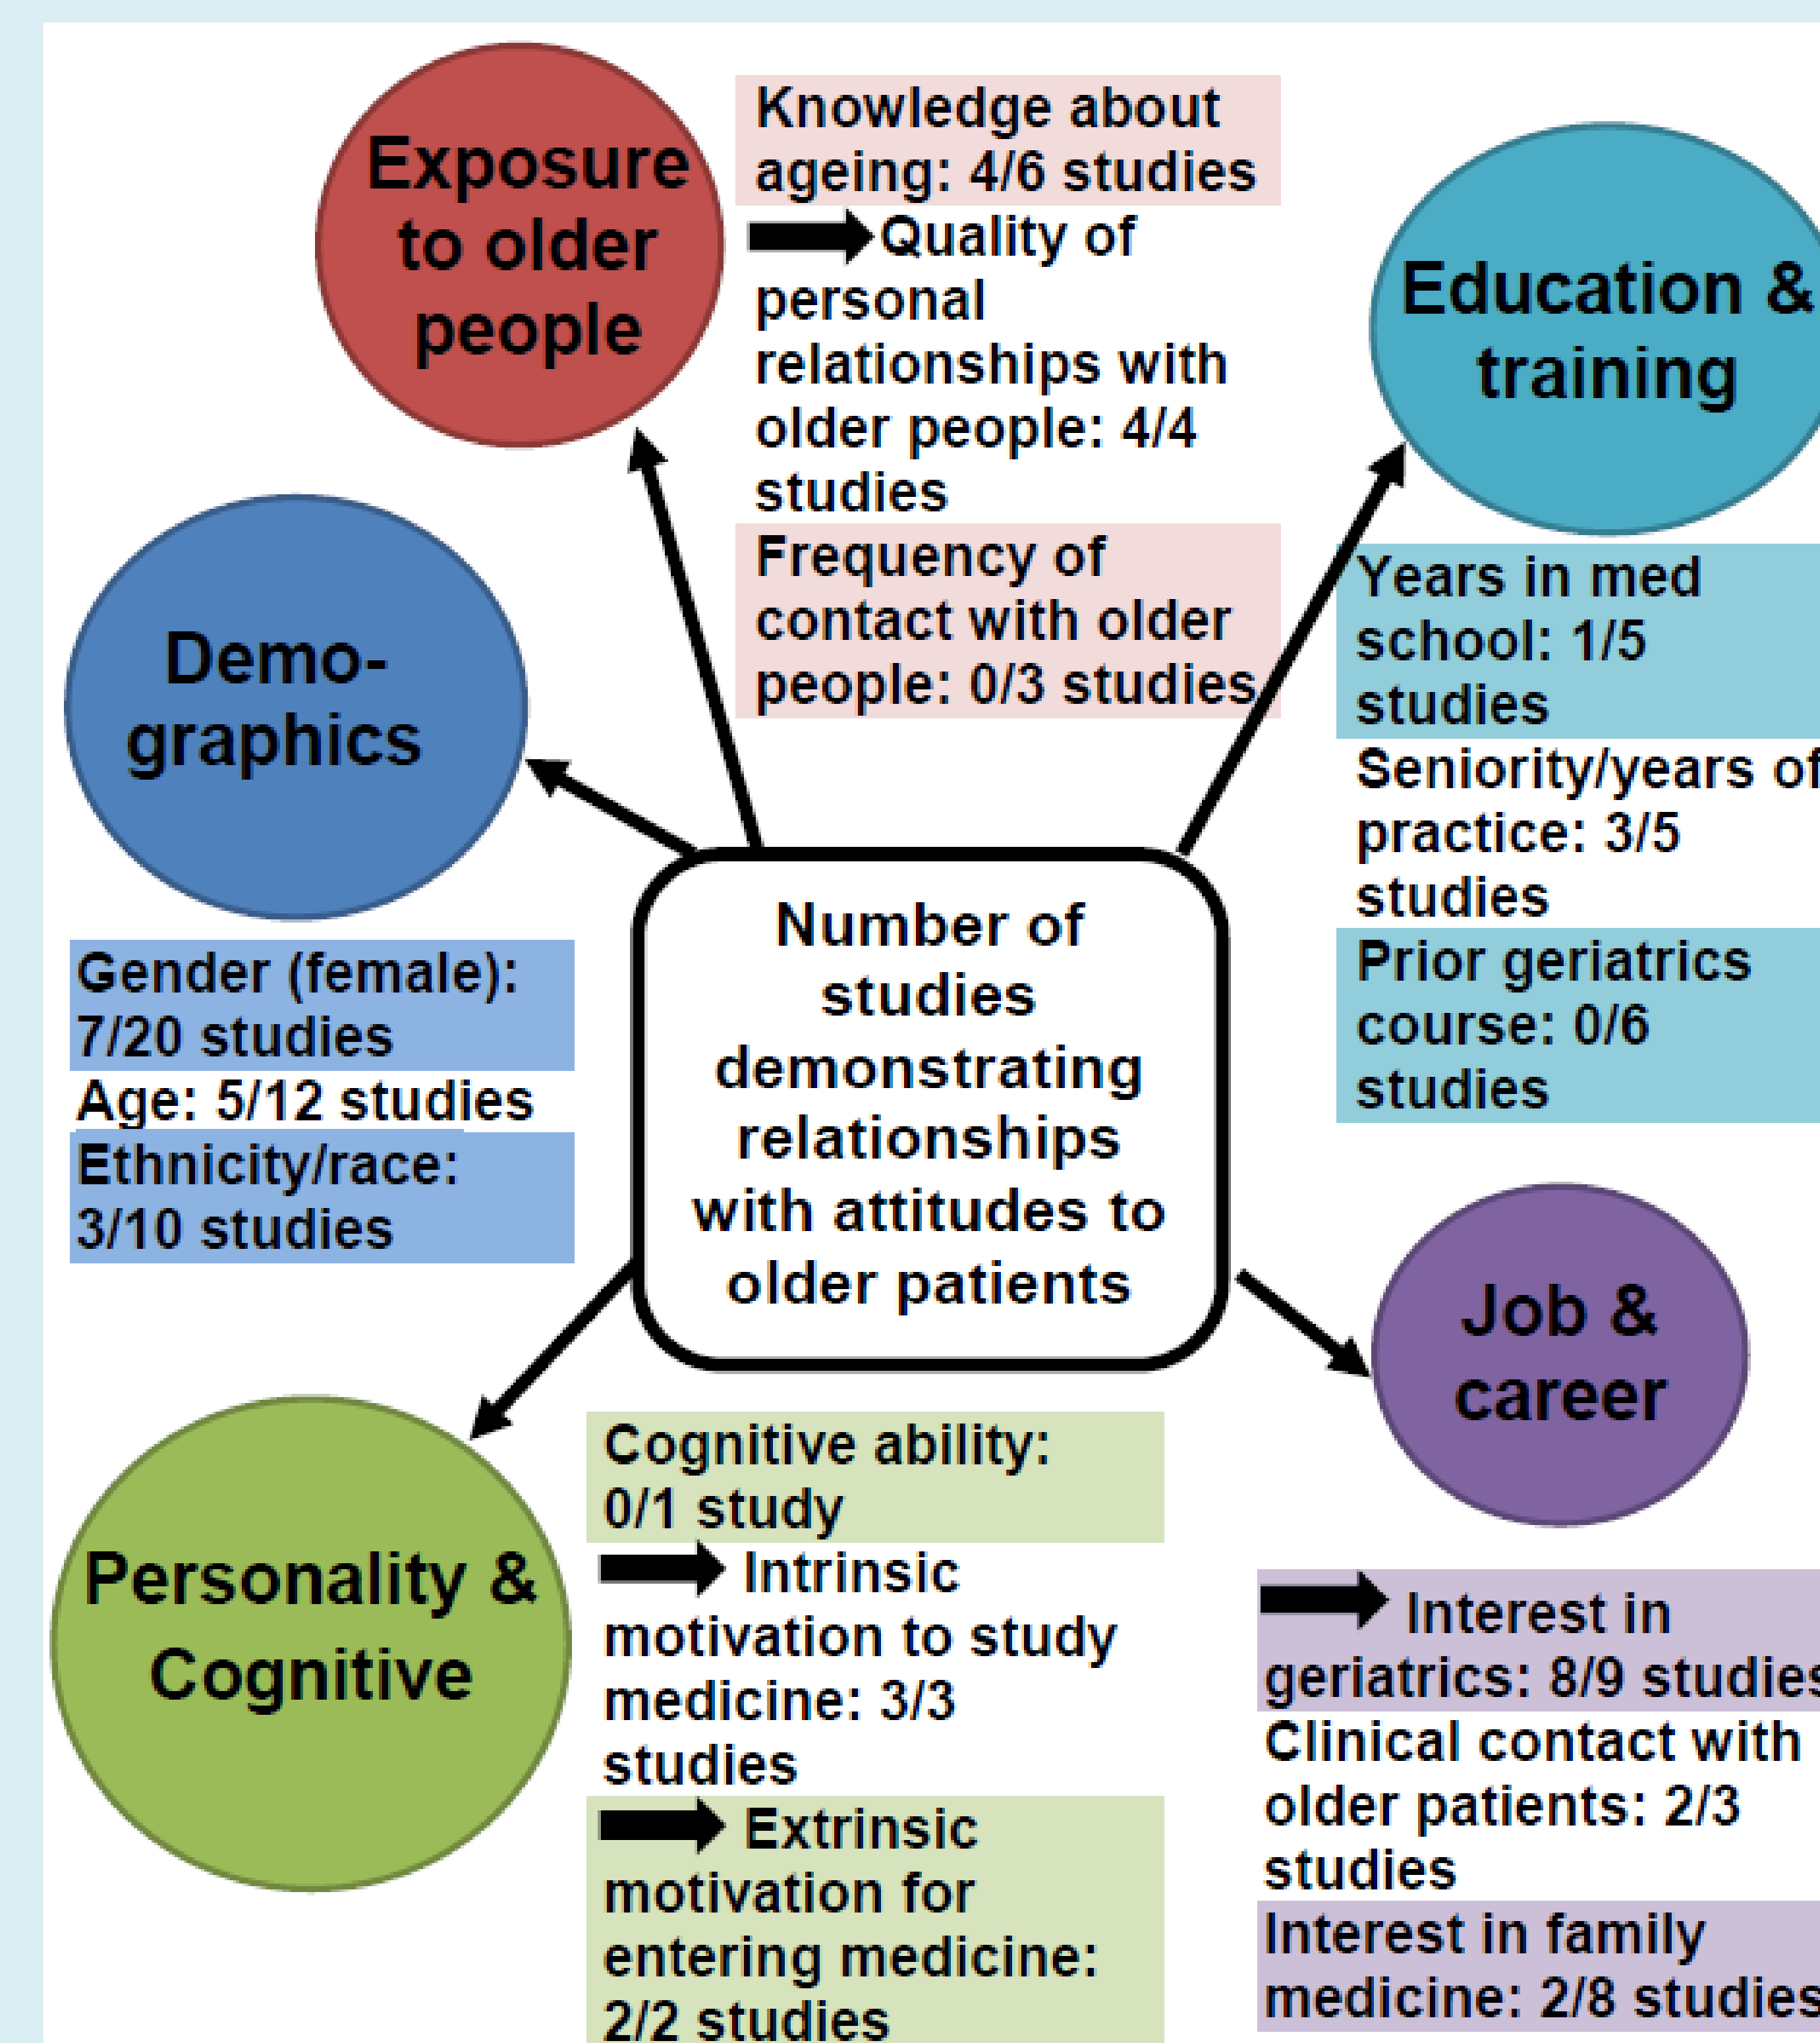 Exposure
to older
people
Knowledge about
ageing: 4/6 studies
Quality of
personal
relationships with
older people: 4/4
studies
Frequency of
contact with older
people: 0/3 studies
Education &
training
Years in med
school: 1/5
studies
Seniority/years of
practice: 3/5
studies
Prior geriatrics
course: 0/6
studies
Demo-
graphics
Gender (female):
7/20 studies
Age: 5/12 studies
Ethnicity/race:
3/10 studies
Number of
studies
demonstrating
relationships
with attitudes to
older patients
Job &
career
Interest in
geriatrics: 8/9 studies
Clinical contact with
older patients: 2/3
studies
Interest in family
medicine: 2/8 studies
Personality &
Cognitive
Cognitive ability:
0/1 study
Intrinsic
motivation to study
medicine: 3/3
studies
Extrinsic
motivation for
entering medicine:
2/2 studies